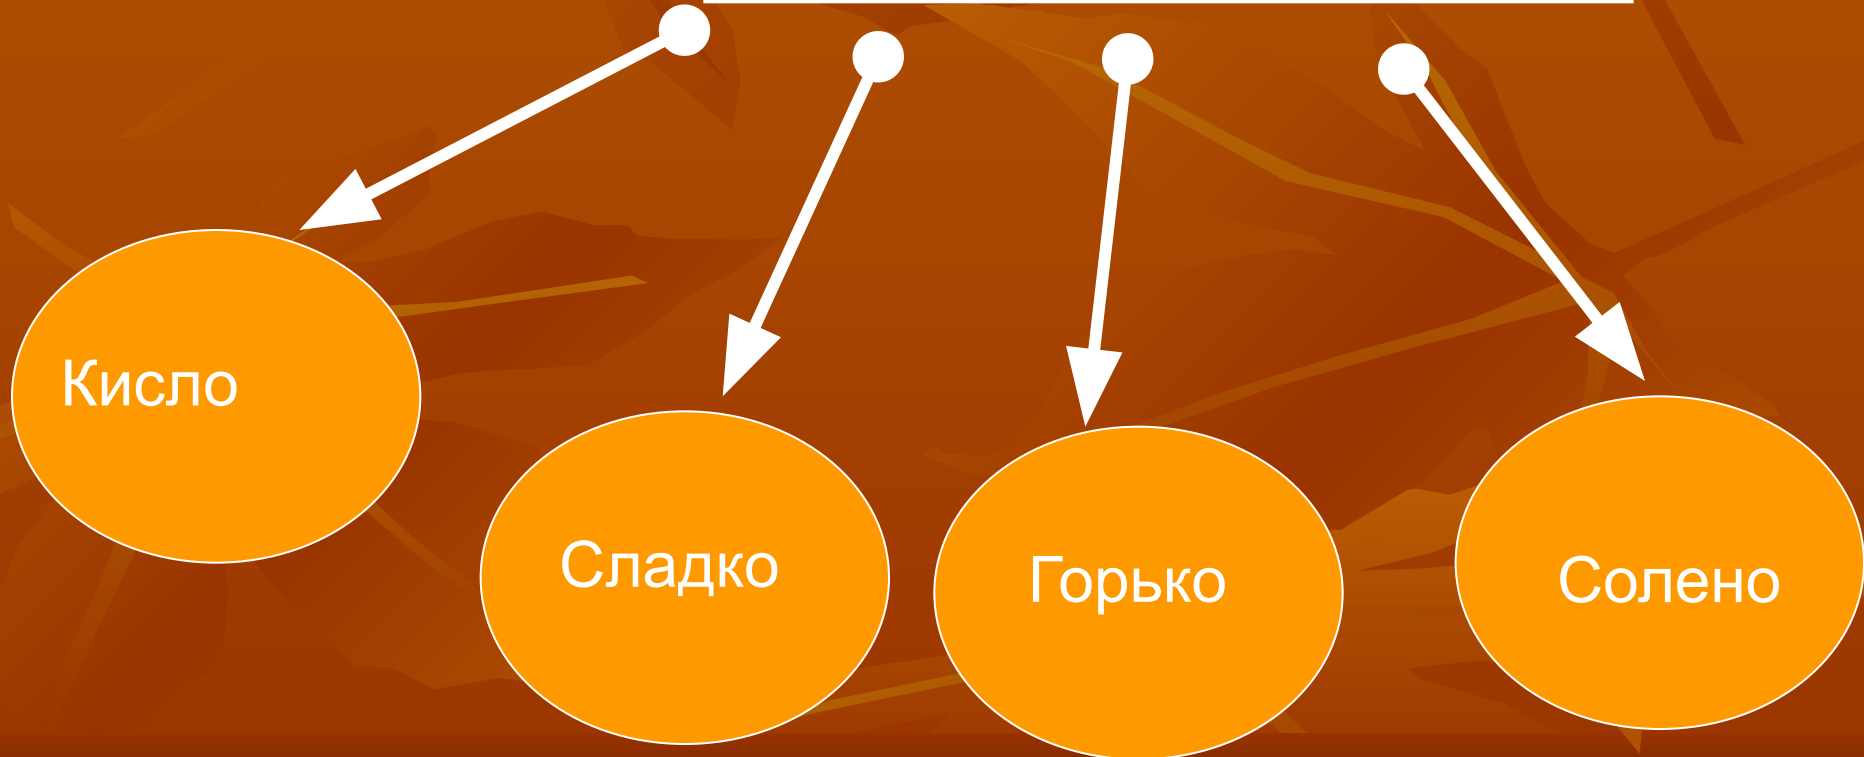 Кисло
Сладко
Горько
Солено